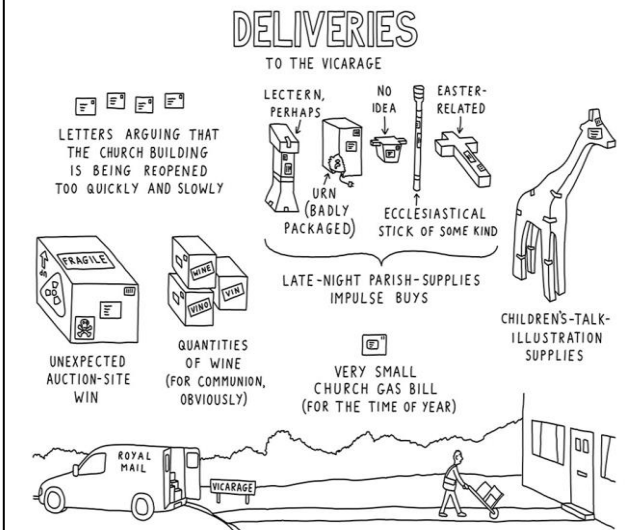 DELIVERIES
TO THE VICARAGE
LETTERS ARGUING THAT
THE CHURCH BUILDING
IS BEING REOPENED
TOO QUICKLY AND SLOWLY
LECTERN,
PERHAPS
URN
(BADLY
PACKAGED)
NO
IDEA
ECCLESIASTICAL
STICK OF SOME KIND
EASTER-
RELATED
LATE-NIGHT PARISH-SUPPLIES
IMPULSE BUYS
CHILDREN'S-TALK-
ILLUSTRATION
SUPPLIES
FRAGILE
UNEXPECTED
AUCTION-SITE
WIN
WINE
VINO
VIN
QUANTITIES
OF WINE
(FOR COMMUNION,
OBVIOUSLY)
VERY SMALL
CHURCH GAS BILL
(FOR THE TIME OF YEAR)
ROYAL
MAIL
VICARAGE